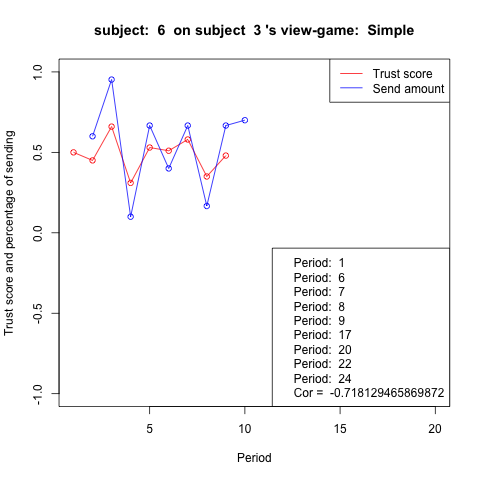 subject: 6 on subject 3 's view-game: Simple
Trust score
Send amount
Trust score and percentage of sending
1.0
0.5
0.0
-0.5
-1.0
Period: 1
Period: 6
Period: 7
Period: 8
Period: 9
Period: 17
Period: 20
Period: 22
Period: 24
Cor = -0.718129465869872
5 10 15 20
Period